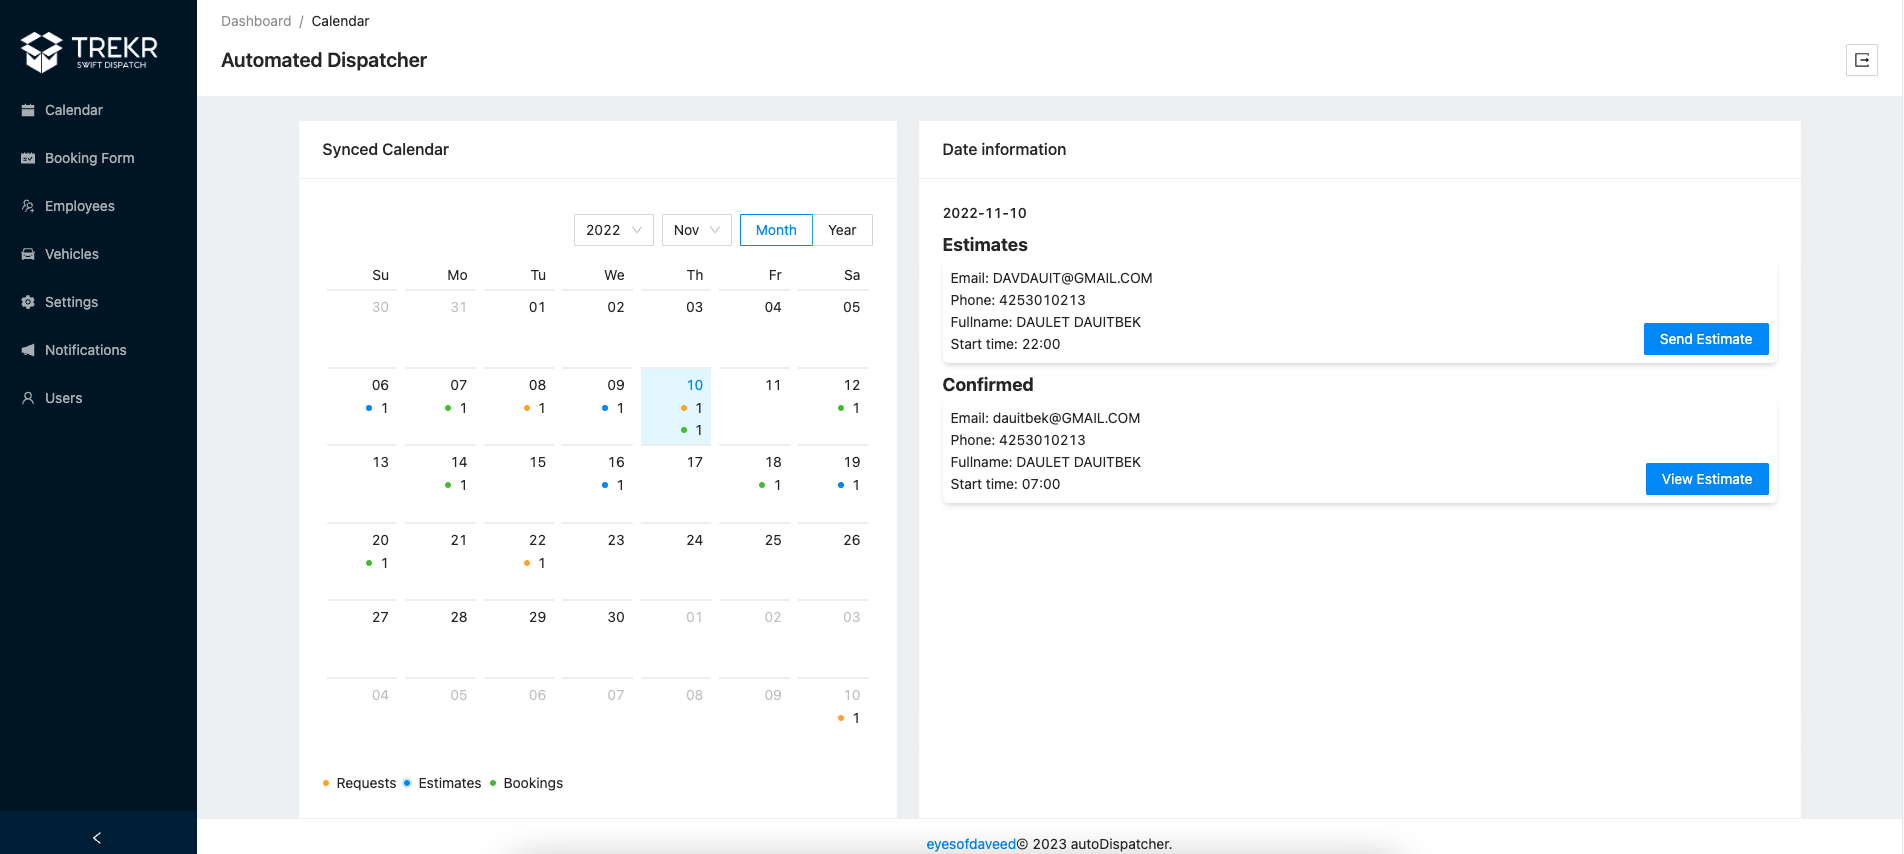 TREKR
SWIFT DISPATCH
Calendar
Booking Form
Employees
Vehicles
Settings
Notifications
Users
Dashboard / Calendar
Automated Dispatcher
Synced Calendar
2022 Nov Month Year
Su Mo Tu We Th Fr Sa
30 31 01 02 03 04 05
06 07 08 09 10 11 12
1 1 1 1 1 1
1
13 14 15 16 17 18 19
1 1 1 1
20 21 22 23 24 25 26
1 1
27 28 29 30 01 02 03
04 05 06 07 08 09 10
1
Requests Estimates Bookings
Date information
2022-11-10
Estimates
Email: DAVDAUIT@GMAIL.COM
Phone: 4253010213
Fullname: DAULET DAUITBEK
Start time: 22:00
Send Estimate
Confirmed
Email: dauitbek@GMAIL.COM
Phone: 4253010213
Fullname: DAULET DAUITBEK
Start time: 07:00
View Estimate
eyesofdaveed© 2023 autoDispatcher.